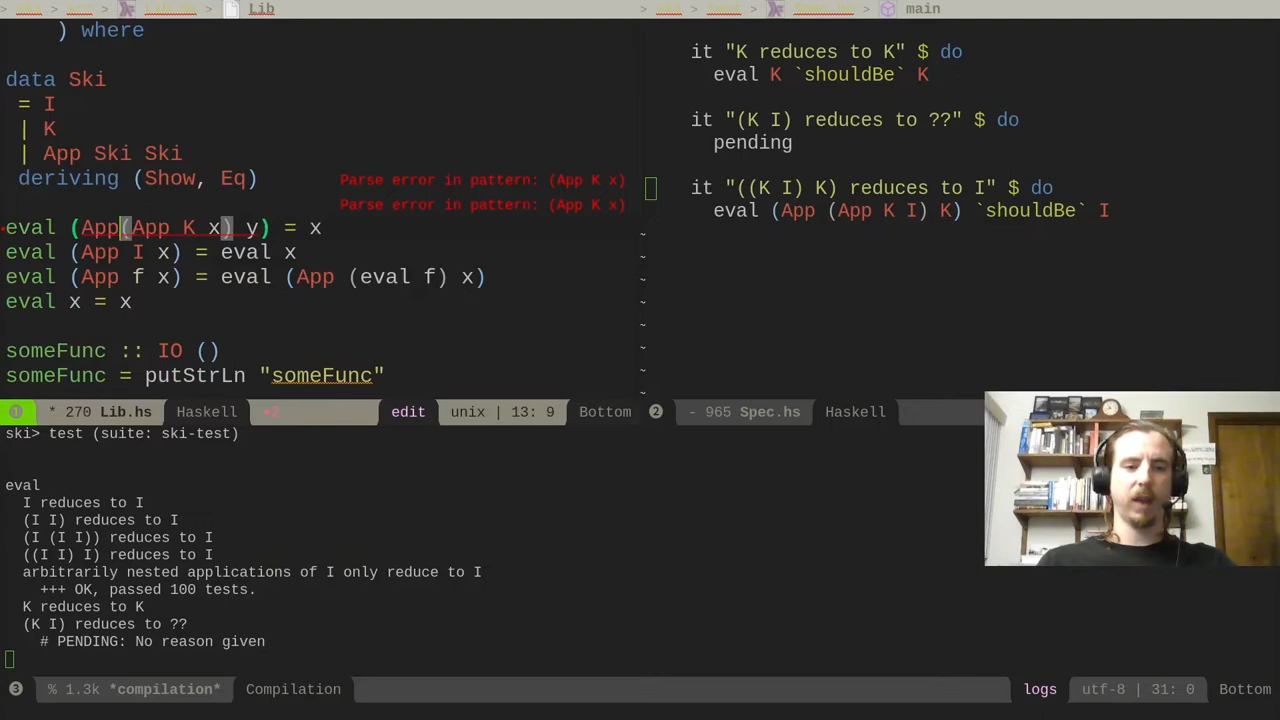 Lib
) where
data Ski
= I
| K
| App Ski Ski
deriving (Show, Eq)
Parse error in pattern: (App K x)
Parse error in pattern: (App K x)
eval (App(App K x) y) = x
eval (App I x) = eval x
eval (App f x) = eval (App (eval f) x)
eval x = x
someFunc :: IO ()
someFunc = putStrLn "someFunc"
1 * 270 Lib.hs Haskell •2 edit unix | 13: 9 Bottom
main
it "K reduces to K" $ do
eval K `shouldBe` K
it "(K I) reduces to ??" $ do
pending
it "((K I) K) reduces to I" $ do
eval (App (App K I) K) `shouldBe` I
~
~
~
~
~
~
~
~
2 - 965 Spec.hs Haskell
ski> test (suite: ski-test)
eval
I reduces to I
(I I) reduces to I
(I (I I)) reduces to I
((I I) I) reduces to I
arbitrarily nested applications of I only reduce to I
+++ OK, passed 100 tests.
K reduces to K
(K I) reduces to ??
# PENDING: No reason given
3 % 1.3k *compilation* Compilation logs utf-8 | 31: 0 Bottom